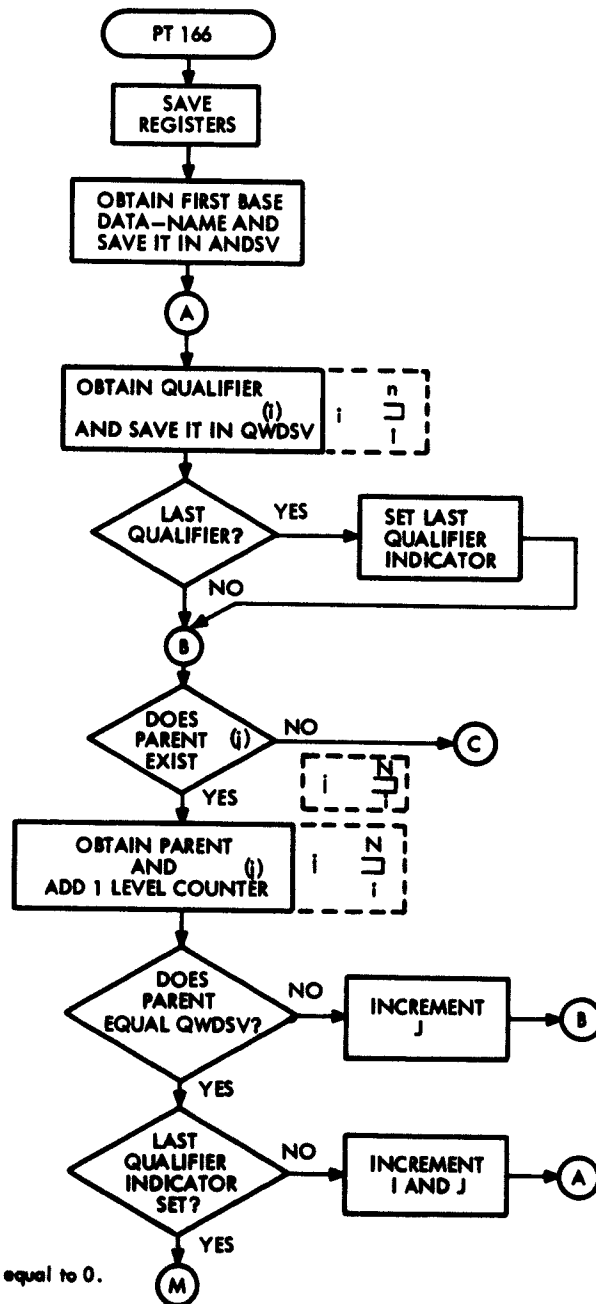 PT 166
SAVE
REGISTERS
OBTAIN FIRST BASE
DATA-NAME AND
SAVE IT IN ANDSV
A
OBTAIN QUALIFIER
(i)
AND SAVE IT IN QWDSV
i
n
1
LAST
QUALIFIER?
YES
SET LAST
QUALIFIER
INDICATOR
NO
B
DOES
PARENT (j)
EXIST
NO
C
YES
i
N
OBTAIN PARENT
AND (j)
ADD 1 LEVEL COUNTER
i
N
i
DOES
PARENT
EQUAL QWDSV?
NO
INCREMENT
J
B
YES
LAST
QUALIFIER
INDICATOR
SET?
NO
INCREMENT
I AND J
A
YES
equal to 0.
M